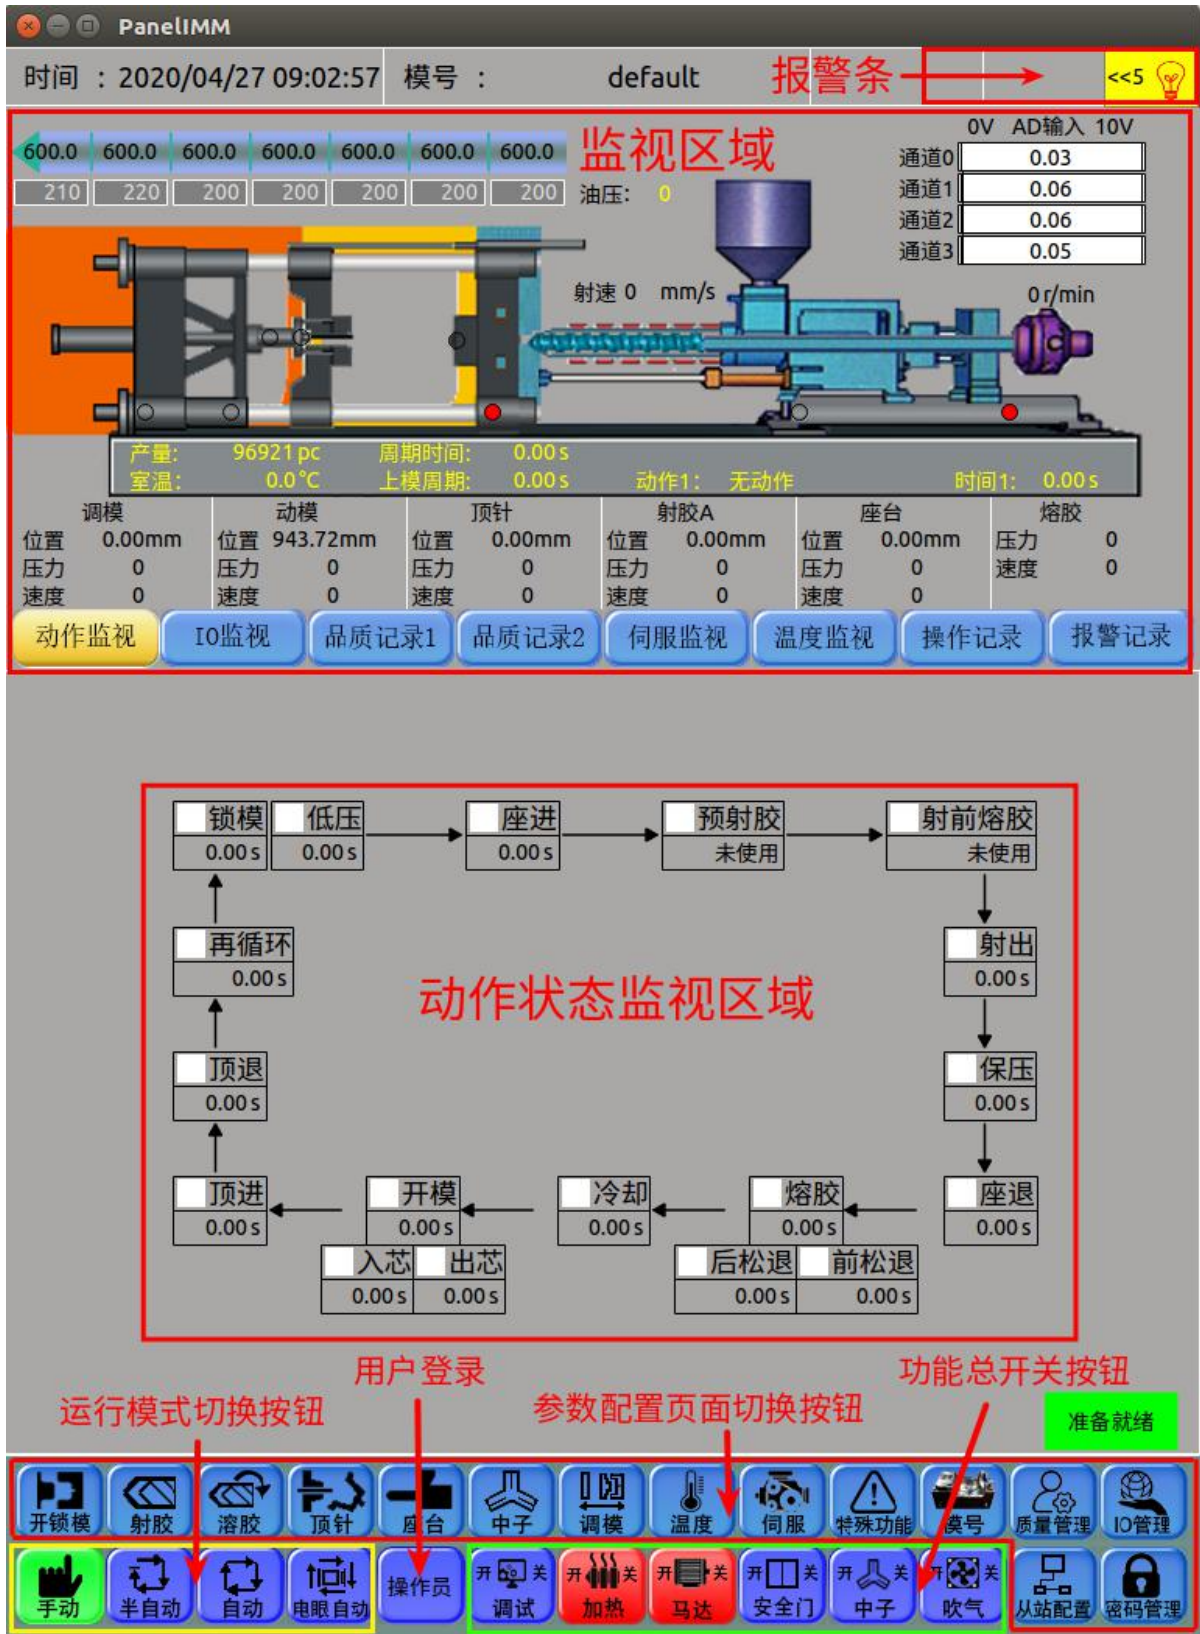 PanelIMM
时间 : 2020/04/27 09:02:57 模号 : default 报警条 <<5
600.0 600.0 600.0 600.0 600.0 600.0 600.0 监视区域
210 220 200 200 200 200 200 油压: 0
0V AD输入 10V
通道0 0.03
通道1 0.06
通道2 0.06
通道3 0.05
射速 0 mm/s 0 r/min
产量: 96921 pc 周期时间: 0.00 s
室温: 0.0 °C 上模周期: 0.00 s 动作1: 无动作 时间1: 0.00 s
调模 动模 顶针 射胶A 座台 熔胶
位置 0.00mm 位置 943.72mm 位置 0.00mm 位置 0.00mm 位置 0.00mm 压力 0
压力 0 压力 0 压力 0 压力 0 压力 0 速度 0
速度 0 速度 0 速度 0 速度 0 速度 0
动作监视 IO监视 品质记录1 品质记录2 伺服监视 温度监视 操作记录 报警记录
锁模 低压 座进 预射胶 射前熔胶
0.00 s 0.00 s 0.00 s 未使用 未使用
再循环 射出
0.00 s 0.00 s
动作状态监视区域
顶退 保压
0.00 s 0.00 s
顶进 开模 冷却 熔胶 座退
0.00 s 0.00 s 0.00 s 0.00 s 0.00 s
入芯 出芯 后松退 前松退
0.00 s 0.00 s 0.00 s 0.00 s
用户登录 功能总开关按钮
运行模式切换按钮 参数配置页面切换按钮
准备就绪
开锁模 射胶 溶胶 顶针 座台 中子 调模 温度 伺服 特殊功能 模号 质量管理 IO管理
手动 半自动 自动 电眼自动 操作员 开 关 调试 开 关 加热 开 关 马达 开 关 安全门 开 关 中子 开 关 吹气 从站配置 密码管理